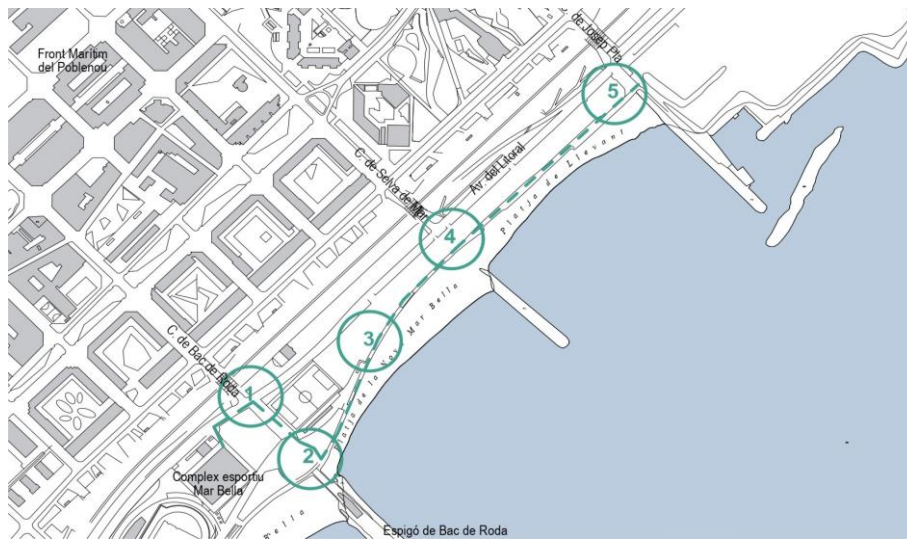 Front Marítim
del Poblenou
C. de Josep Pla
5
Av. del Litoral
Platja de Llevant
C. de Selva de Mar
4
3
Platja de la Nova Mar Bella
C. de Bac de Roda
1
2
Complex esportiu
Mar Bella
Bella
Espigó de Bac de Roda